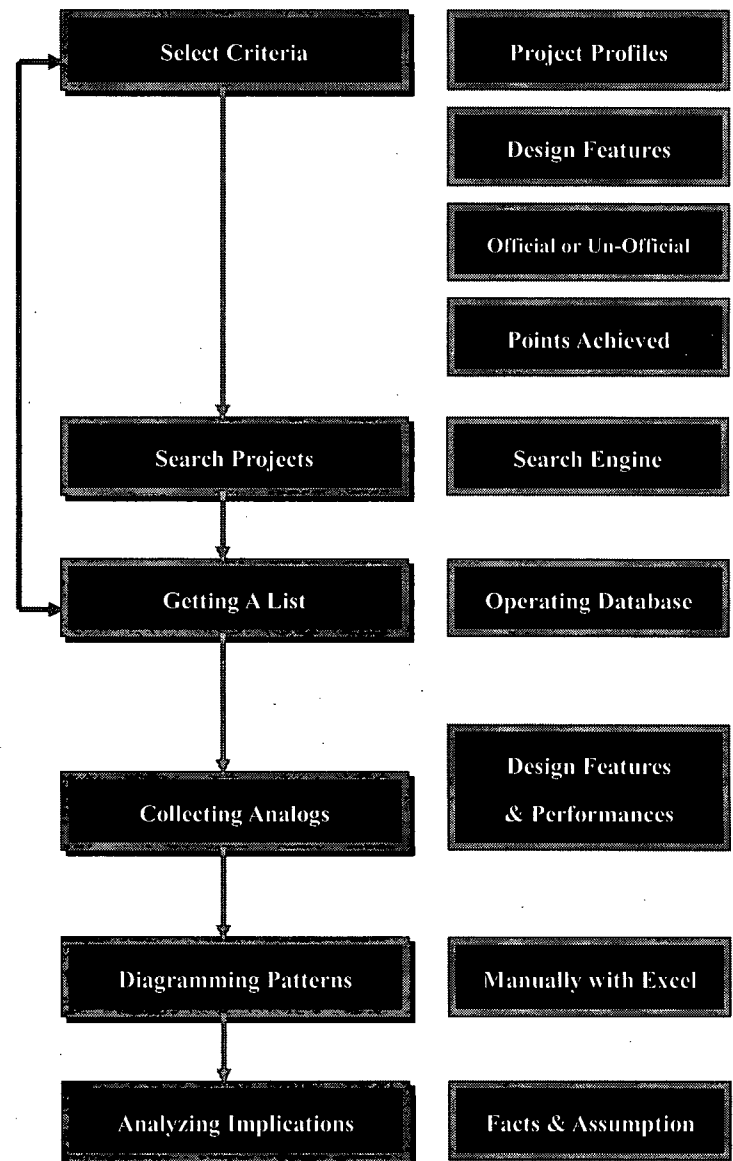 Select Criteria
Project Profiles
Design Features
Official or Un-Official
Points Achieved
Search Projects
Search Engine
Getting A List
Operating Database
Collecting Analogs
Design Features
& Performances
Diagramming Patterns
Manually with Excel
Analyzing Implications
Facts & Assumption